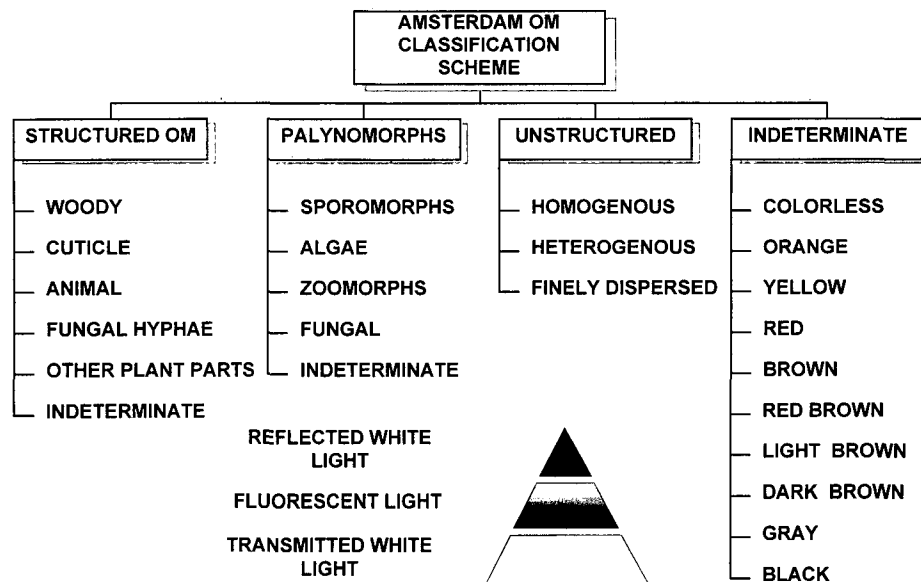 AMSTERDAM OM
CLASSIFICATION
SCHEME
STRUCTURED OM
WOODY
CUTICLE
ANIMAL
FUNGAL HYPHAE
OTHER PLANT PARTS
INDETERMINATE
PALYNOMORPHS
SPOROMORPHS
ALGAE
ZOOMORPHS
FUNGAL
INDETERMINATE
UNSTRUCTURED
HOMOGENOUS
HETEROGENOUS
FINELY DISPERSED
INDETERMINATE
COLORLESS
ORANGE
YELLOW
RED
BROWN
RED BROWN
LIGHT BROWN
DARK BROWN
GRAY
BLACK
REFLECTED WHITE
LIGHT
FLUORESCENT LIGHT
TRANSMITTED WHITE
LIGHT